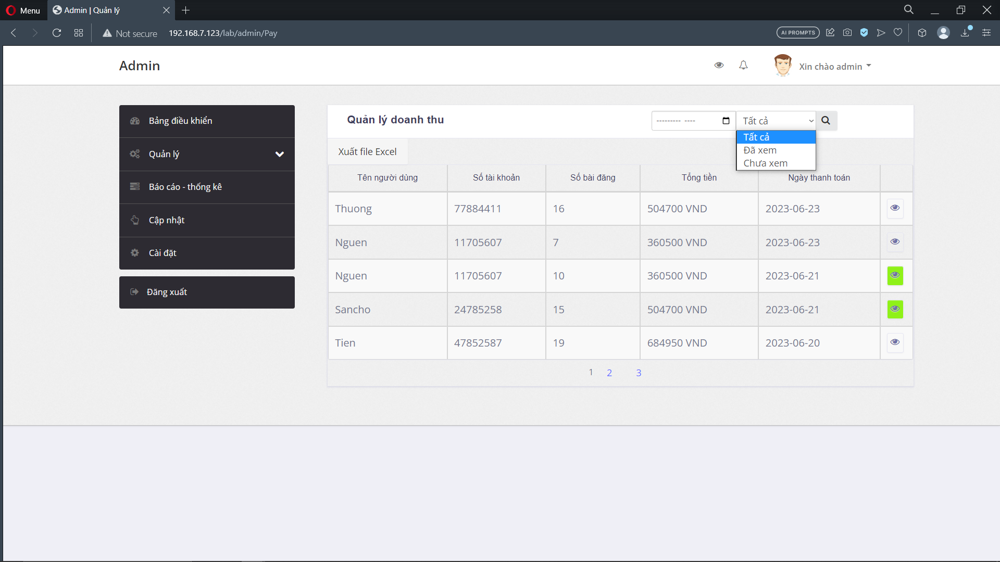 Menu
Admin | Quản lý
Not secure
192.168.7.123/lab/admin/Pay
AI PROMPTS
Admin
Xin chào admin
Bảng điều khiển
Quản lý
Báo cáo - thống kê
Cập nhật
Cài đặt
Đăng xuất
Quản lý doanh thu
--------- ----
Tất cả
Tất cả
Đã xem
Chưa xem
Xuất file Excel
Tên người dùng Số tài khoản Số bài đăng Tổng tiền Ngày thanh toán
Thuong 77884411 16 504700 VND 2023-06-23
Nguen 11705607 7 360500 VND 2023-06-23
Nguen 11705607 10 360500 VND 2023-06-21
Sancho 24785258 15 504700 VND 2023-06-21
Tien 47852587 19 684950 VND 2023-06-20
1 2 3